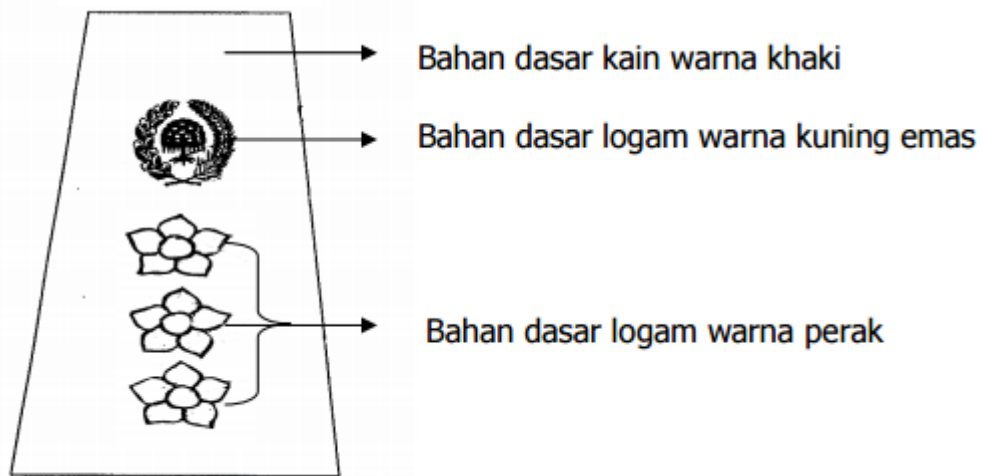 Bahan dasar kain warna khaki
Bahan dasar logam warna kuning emas
Bahan dasar logam warna perak